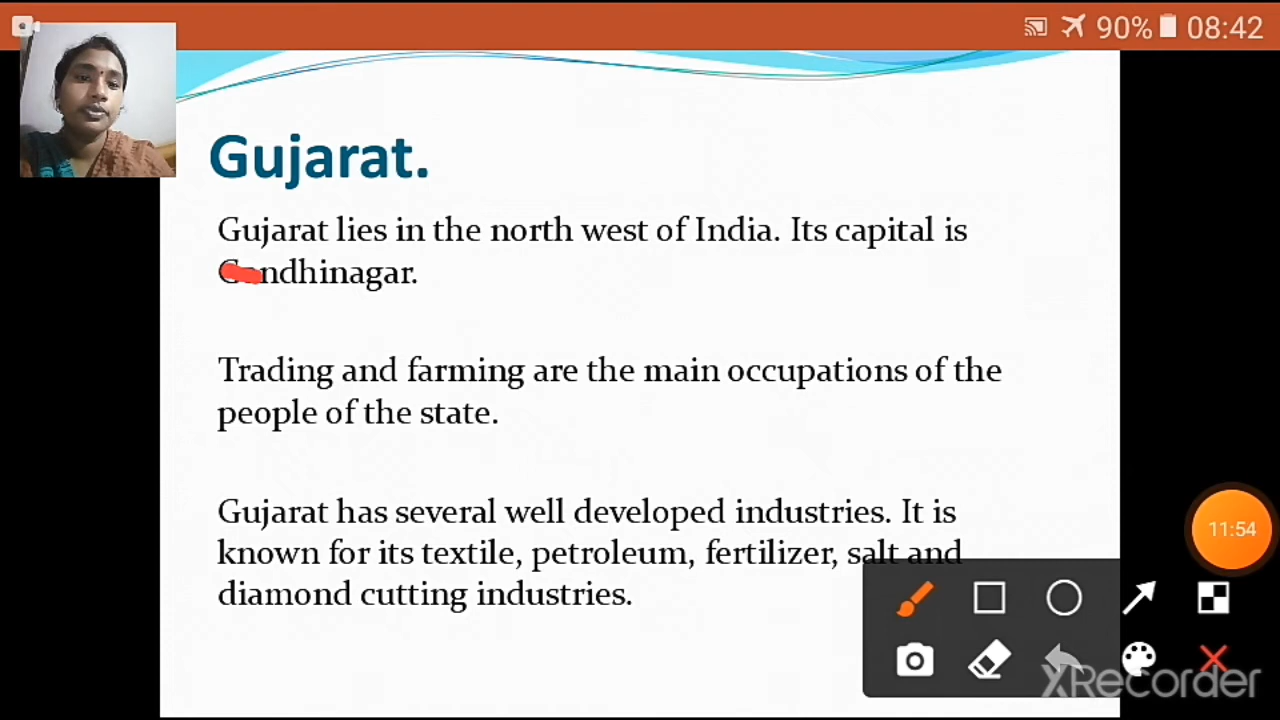 90% 08:42
Gujarat.
Gujarat lies in the north west of India. Its capital is
Gandhinagar.
Trading and farming are the main occupations of the
people of the state.
Gujarat has several well developed industries. It is
known for its textile, petroleum, fertilizer, salt and
diamond cutting industries.
11:54
XRecorder